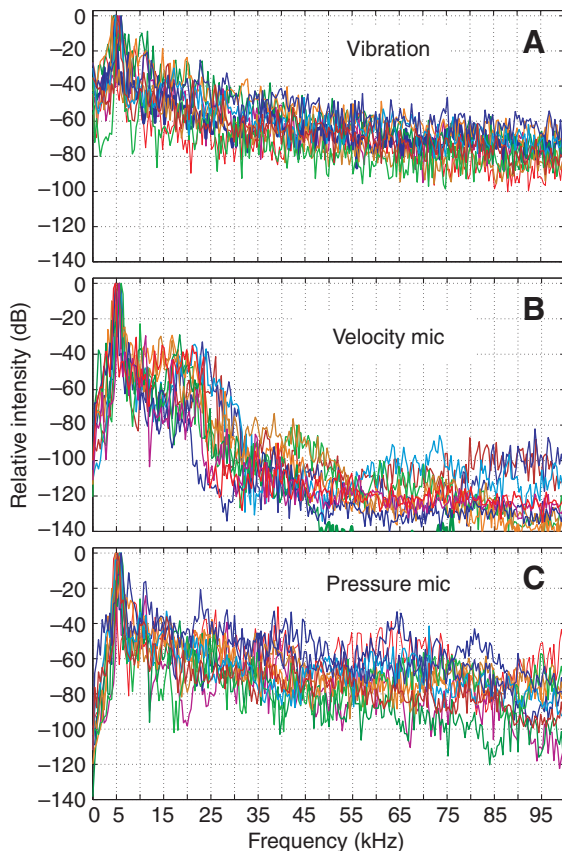 0
−20
−40
−60
−80
−100
−120
−140
Vibration
A
0
−20
−40
−60
−80
−100
−120
−140
Velocity mic
B
Relative intensity (dB)
0
−20
−40
−60
−80
−100
−120
−140
Pressure mic
C
0 5 15 25 35 45 55 65 75 85 95
Frequency (kHz)